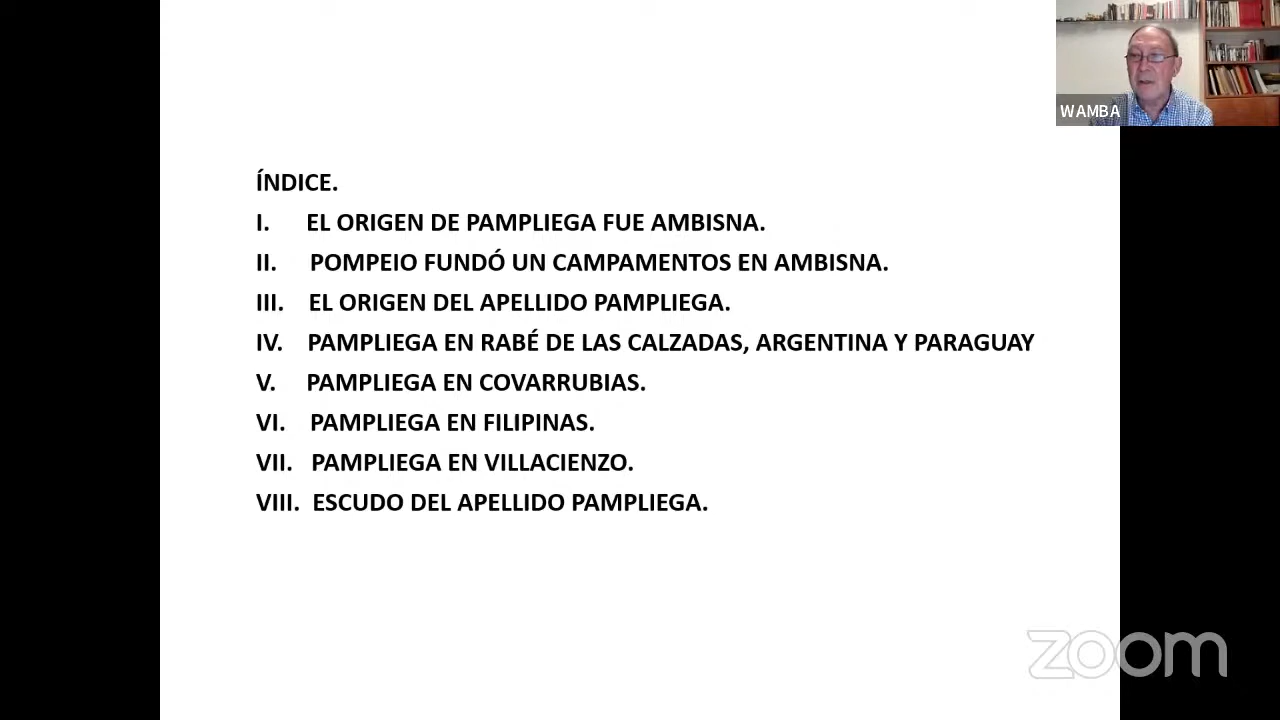 WAMBA
ÍNDICE.
I. EL ORIGEN DE PAMPLIEGA FUE AMBISNA.
II. POMPEIO FUNDÓ UN CAMPAMENTOS EN AMBISNA.
III. EL ORIGEN DEL APELLIDO PAMPLIEGA.
IV. PAMPLIEGA EN RABÉ DE LAS CALZADAS, ARGENTINA Y PARAGUAY
V. PAMPLIEGA EN COVARRUBIAS.
VI. PAMPLIEGA EN FILIPINAS.
VII. PAMPLIEGA EN VILLACIENZO.
VIII. ESCUDO DEL APELLIDO PAMPLIEGA.
zoom